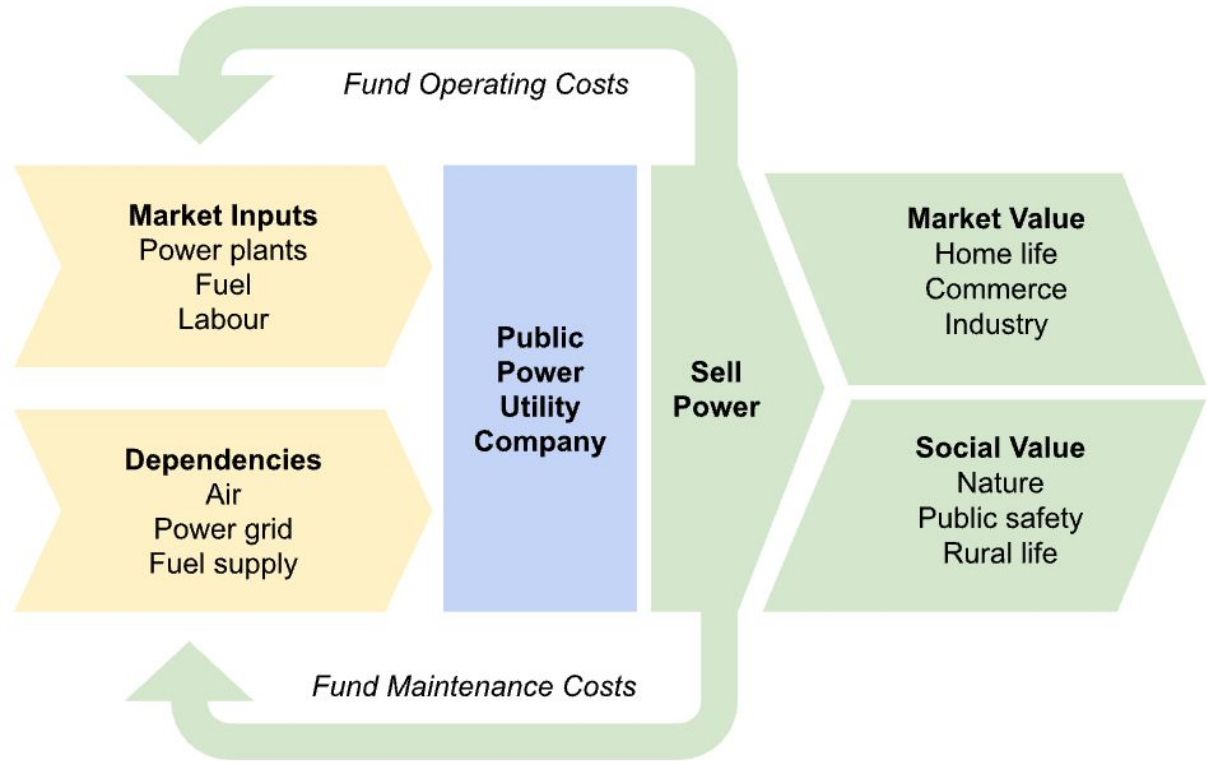 Fund Operating Costs
Market Inputs
Power plants
Fuel
Labour
Dependencies
Air
Power grid
Fuel supply
Public
Power
Utility
Company
Sell
Power
Market Value
Home life
Commerce
Industry
Social Value
Nature
Public safety
Rural life
Fund Maintenance Costs